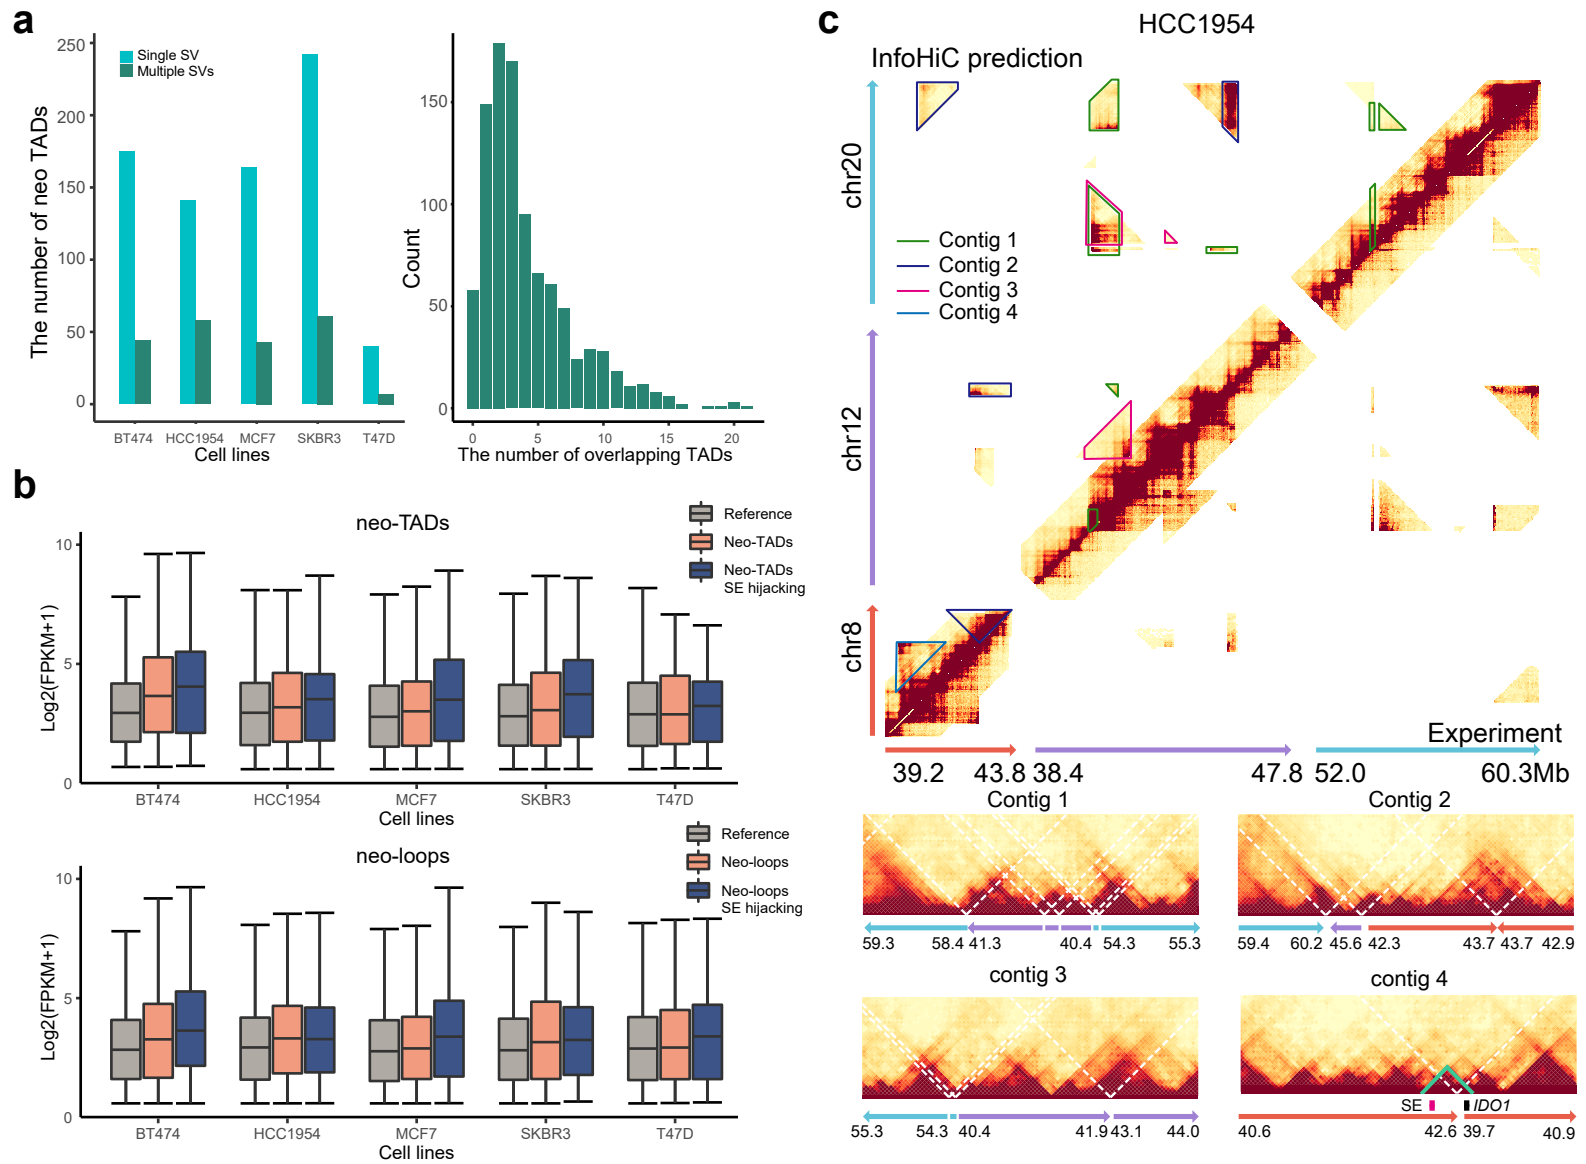 a
Single SV
Multiple SVs
The number of neo TADs
250
200
150
100
50
0
BT474
HCC1954
MCF7
SKBR3
T47D
Cell lines
Count
150
100
50
0
0
5
10
15
20
The number of overlapping TADs
b
neo-TADs
Reference
Neo-TADs
Neo-TADs
SE hijacking
Log2(FPKM+1)
10
5
0
BT474
HCC1954
MCF7
SKBR3
T47D
Cell lines
neo-loops
Reference
Neo-loops
Neo-loops
SE hijacking
Log2(FPKM+1)
10
5
0
BT474
HCC1954
MCF7
SKBR3
T47D
Cell lines
c
HCC1954
InfoHiC prediction
chr20
chr12
chr8
Contig 1
Contig 2
Contig 3
Contig 4
Experiment
39.2
43.8
38.4
47.8
52.0
60.3Mb
Contig 1
59.3
58.4
41.3
40.4
54.3
55.3
Contig 2
59.4
60.2
45.6
42.3
43.7
43.7
42.9
contig 3
55.3
54.3
40.4
41.9
43.1
44.0
contig 4
SE
IDO1
40.6
42.6
39.7
40.9